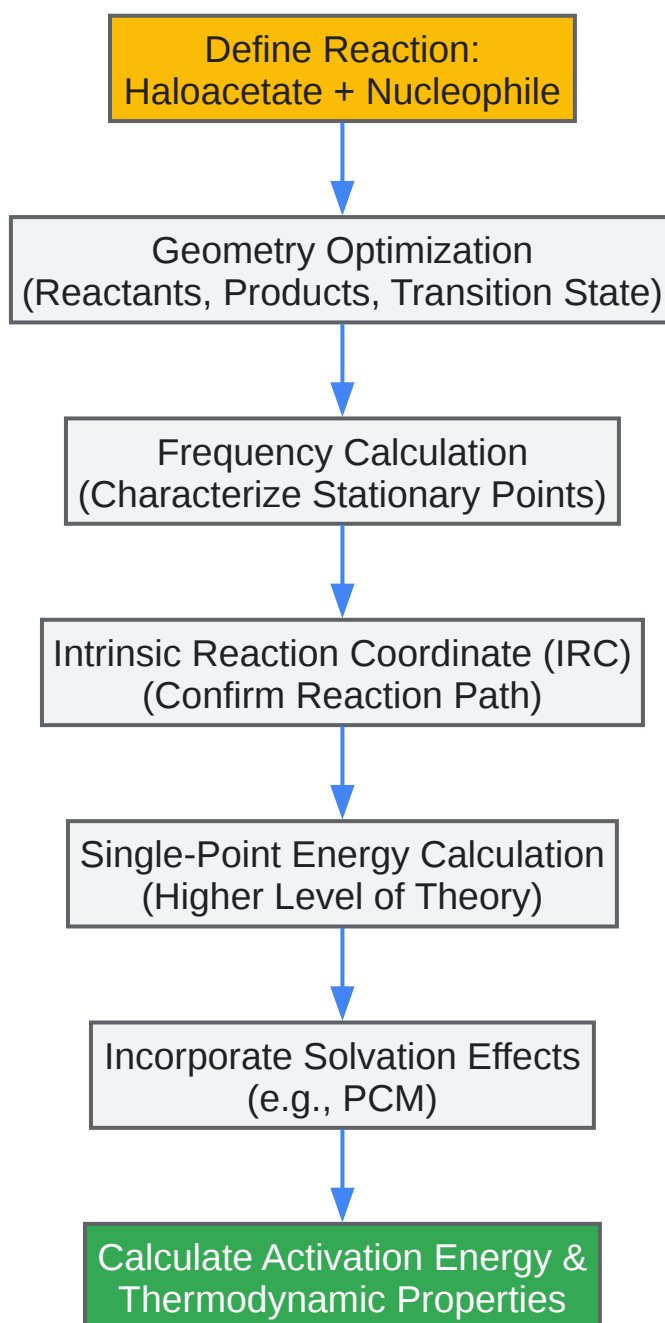 Define Reaction:
Haloacetate + Nucleophile
Geometry Optimization
(Reactants, Products, Transition State)
Frequency Calculation
(Characterize Stationary Points)
Intrinsic Reaction Coordinate (IRC)
(Confirm Reaction Path)
Single-Point Energy Calculation
(Higher Level of Theory)
Incorporate Solvation Effects
(e.g., PCM)
Calculate Activation Energy &
Thermodynamic Properties